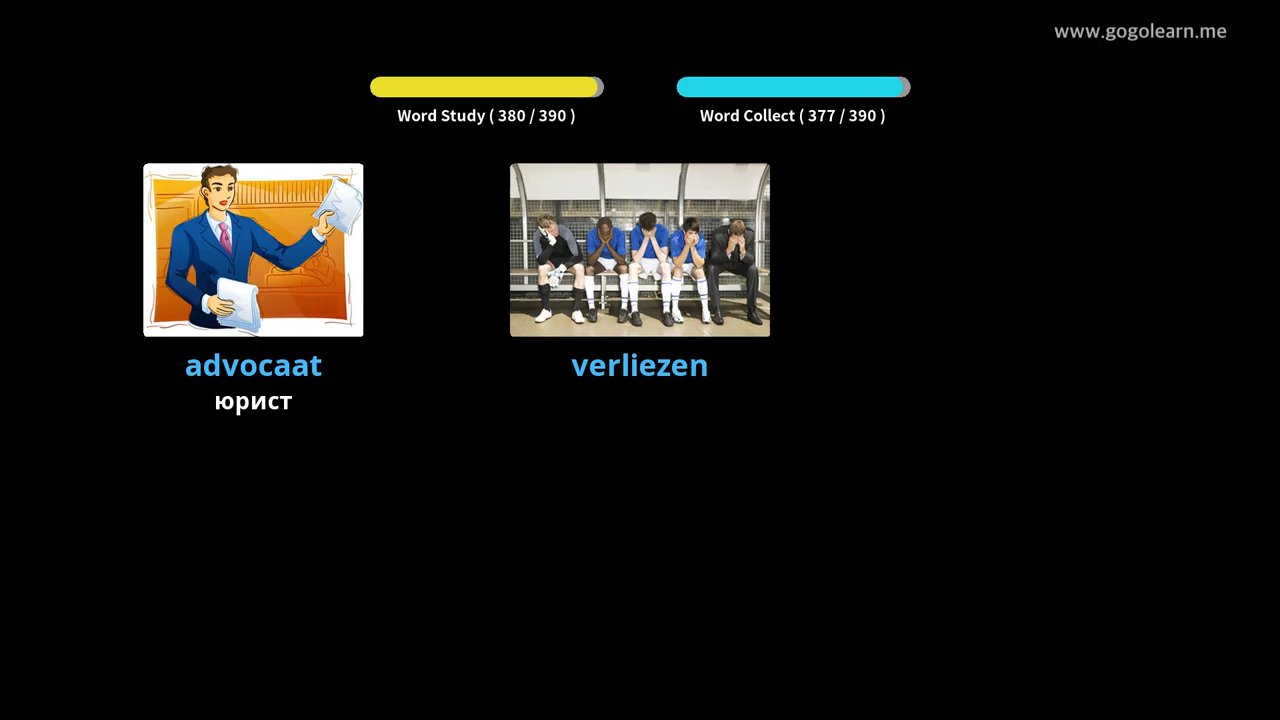 www.gogolearn.me
Word Study ( 380 / 390 )
Word Collect ( 377 / 390 )
advocaat
юрист
verliezen